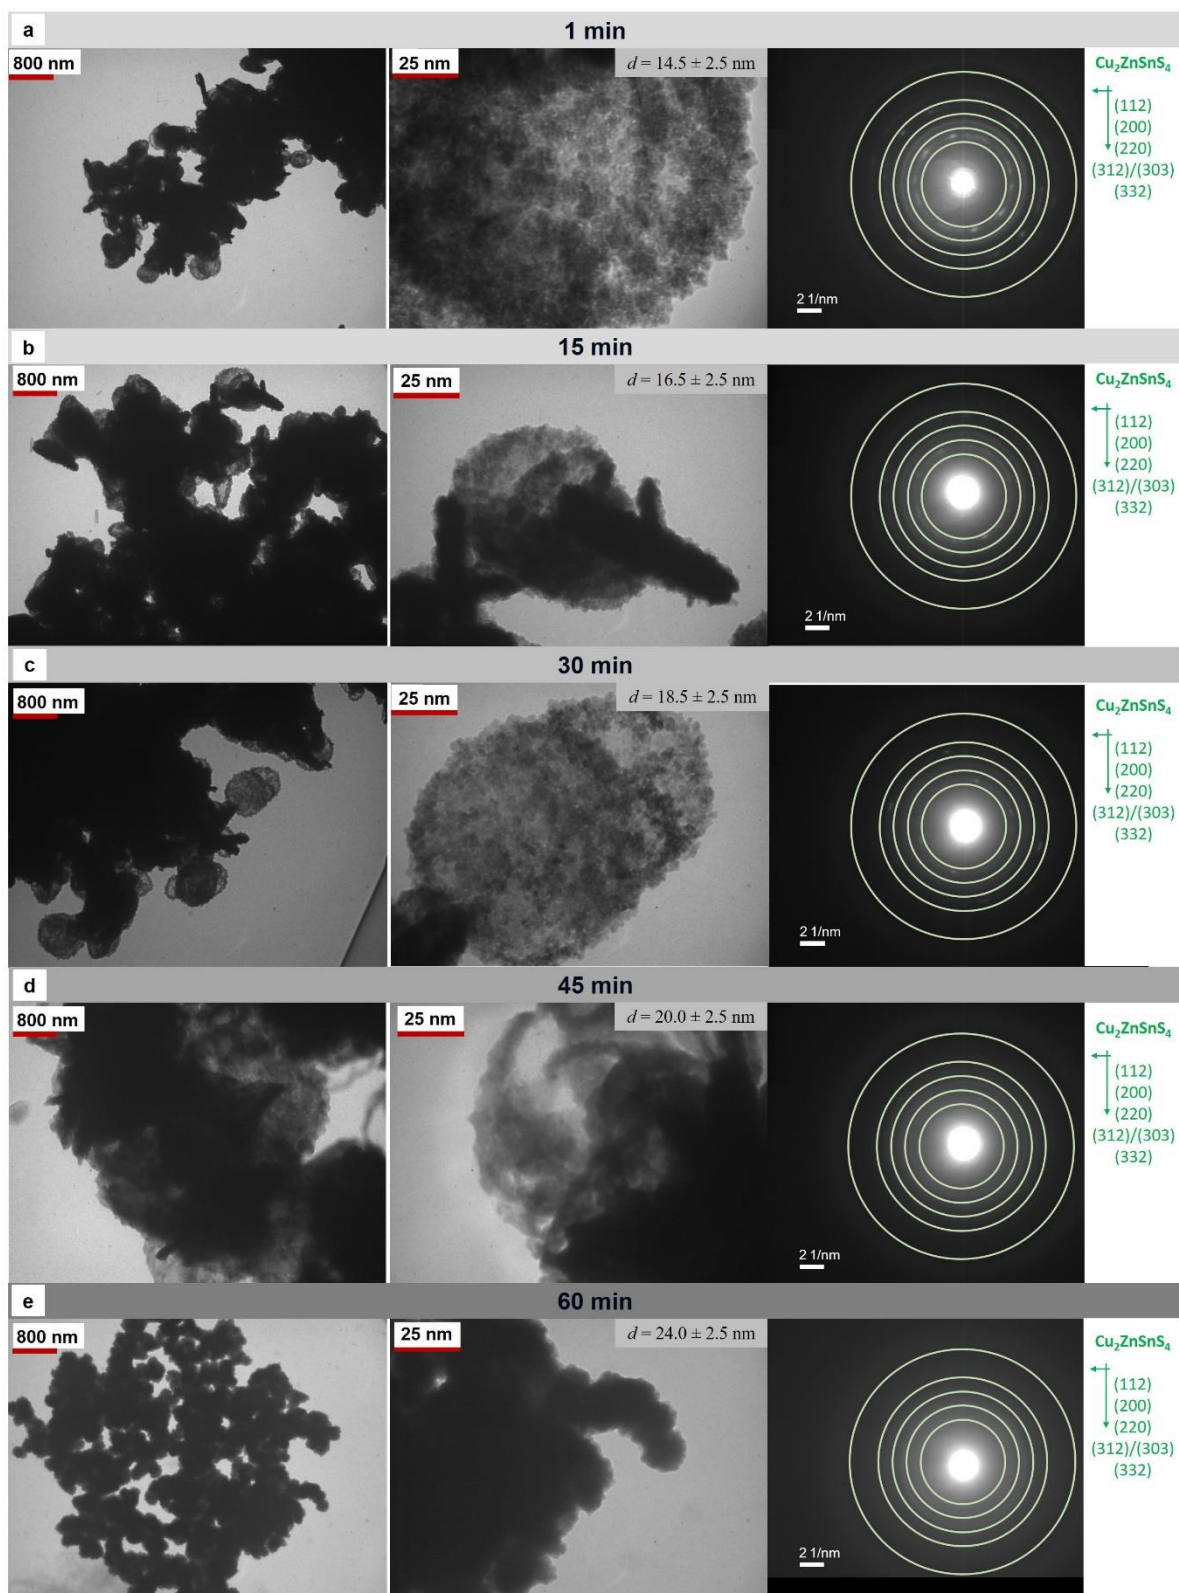 a
1 min
800 nm
25 nm
d = 14.5 ± 2.5 nm
2 1/nm
Cu₂ZnSnS₄
(112)
(200)
(220)
(312)/(303)
(332)
b
15 min
800 nm
25 nm
d = 16.5 ± 2.5 nm
2 1/nm
Cu₂ZnSnS₄
(112)
(200)
(220)
(312)/(303)
(332)
c
30 min
800 nm
25 nm
d = 18.5 ± 2.5 nm
2 1/nm
Cu₂ZnSnS₄
(112)
(200)
(220)
(312)/(303)
(332)
d
45 min
800 nm
25 nm
d = 20.0 ± 2.5 nm
2 1/nm
Cu₂ZnSnS₄
(112)
(200)
(220)
(312)/(303)
(332)
e
60 min
800 nm
25 nm
d = 24.0 ± 2.5 nm
2 1/nm
Cu₂ZnSnS₄
(112)
(200)
(220)
(312)/(303)
(332)